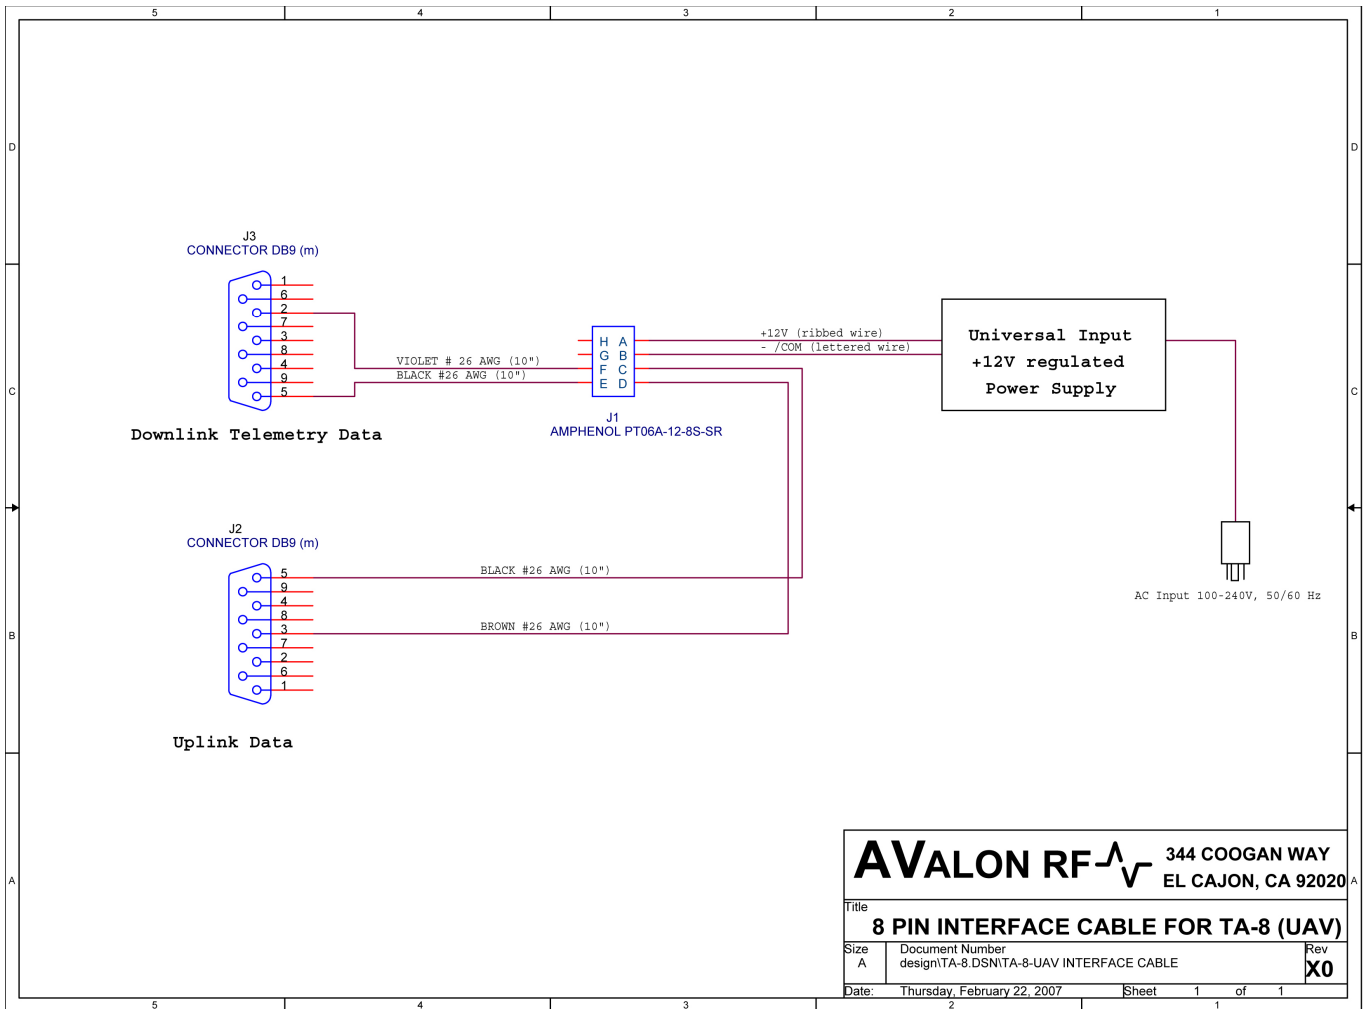 5 4 3 2 1
D D
J3
CONNECTOR DB9 (m)
1
6
2
7
3
8
4
9
5
VIOLET # 26 AWG (10")
BLACK #26 AWG (10")
Downlink Telemetry Data
H A
G B
F C
E D
J1
AMPHENOL PT06A-12-8S-SR
+12V (ribbed wire)
- /COM (lettered wire)
Universal Input
+12V regulated
Power Supply
C C
J2
CONNECTOR DB9 (m)
5
9
4
8
3
7
2
6
1
BLACK #26 AWG (10")
BROWN #26 AWG (10")
Uplink Data
AC Input 100-240V, 50/60 Hz
B B
AVALON RF
344 COOGAN WAY
EL CAJON, CA 92020
A A
Title
8 PIN INTERFACE CABLE FOR TA-8 (UAV)
Size
A
Document Number
design\TA-8.DSN\TA-8-UAV INTERFACE CABLE
Rev
X0
Date: Thursday, February 22, 2007 Sheet 1 of 1
5 4 3 2 1